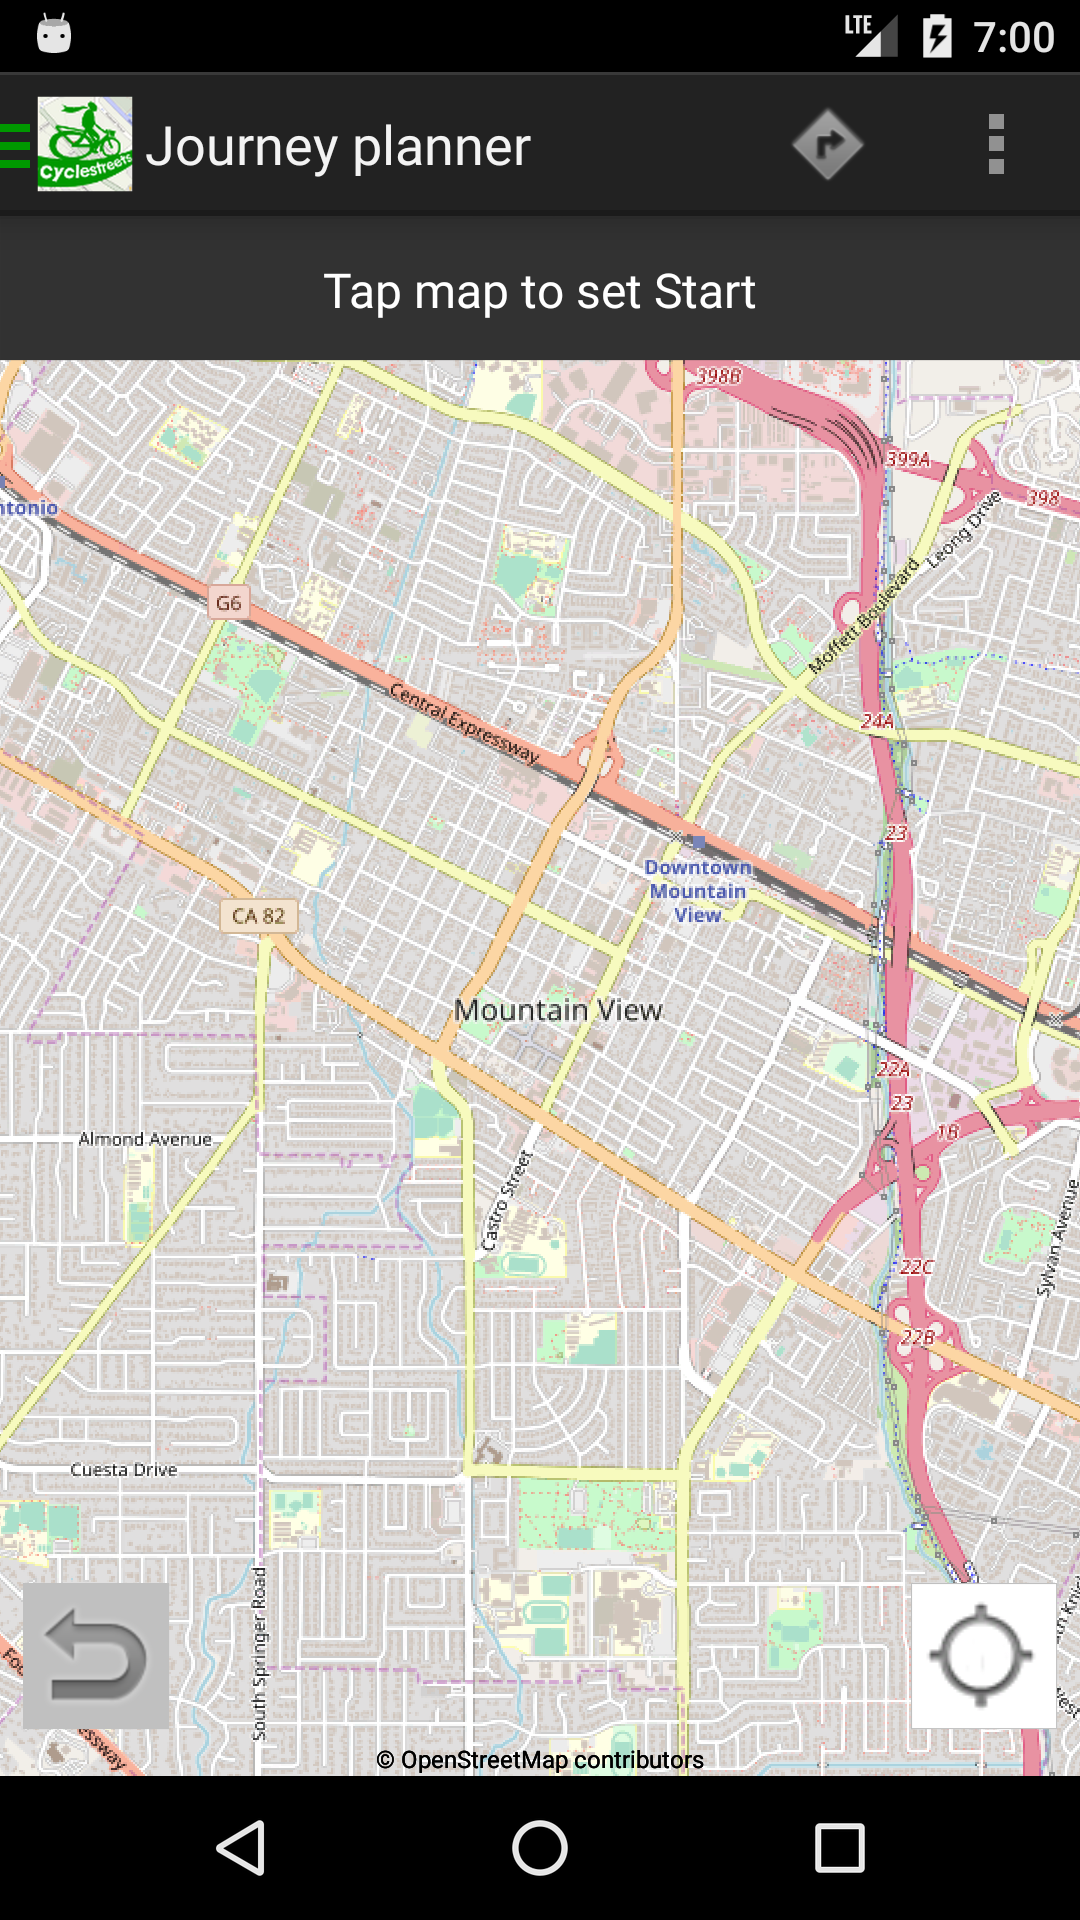 LTE 7:00
cyclestreets
Journey planner
Tap map to set Start
398B
399A
398
Leong Drive
Moffett Boulevard
G6
Central Expressway
24A
23
Downtown
Mountain
View
CA 82
Mountain View
22A
23
1B
Almond Avenue
Castro Street
Sylvan Avenue
22C
22B
Cuesta Drive
South Springer Road
© OpenStreetMap contributors